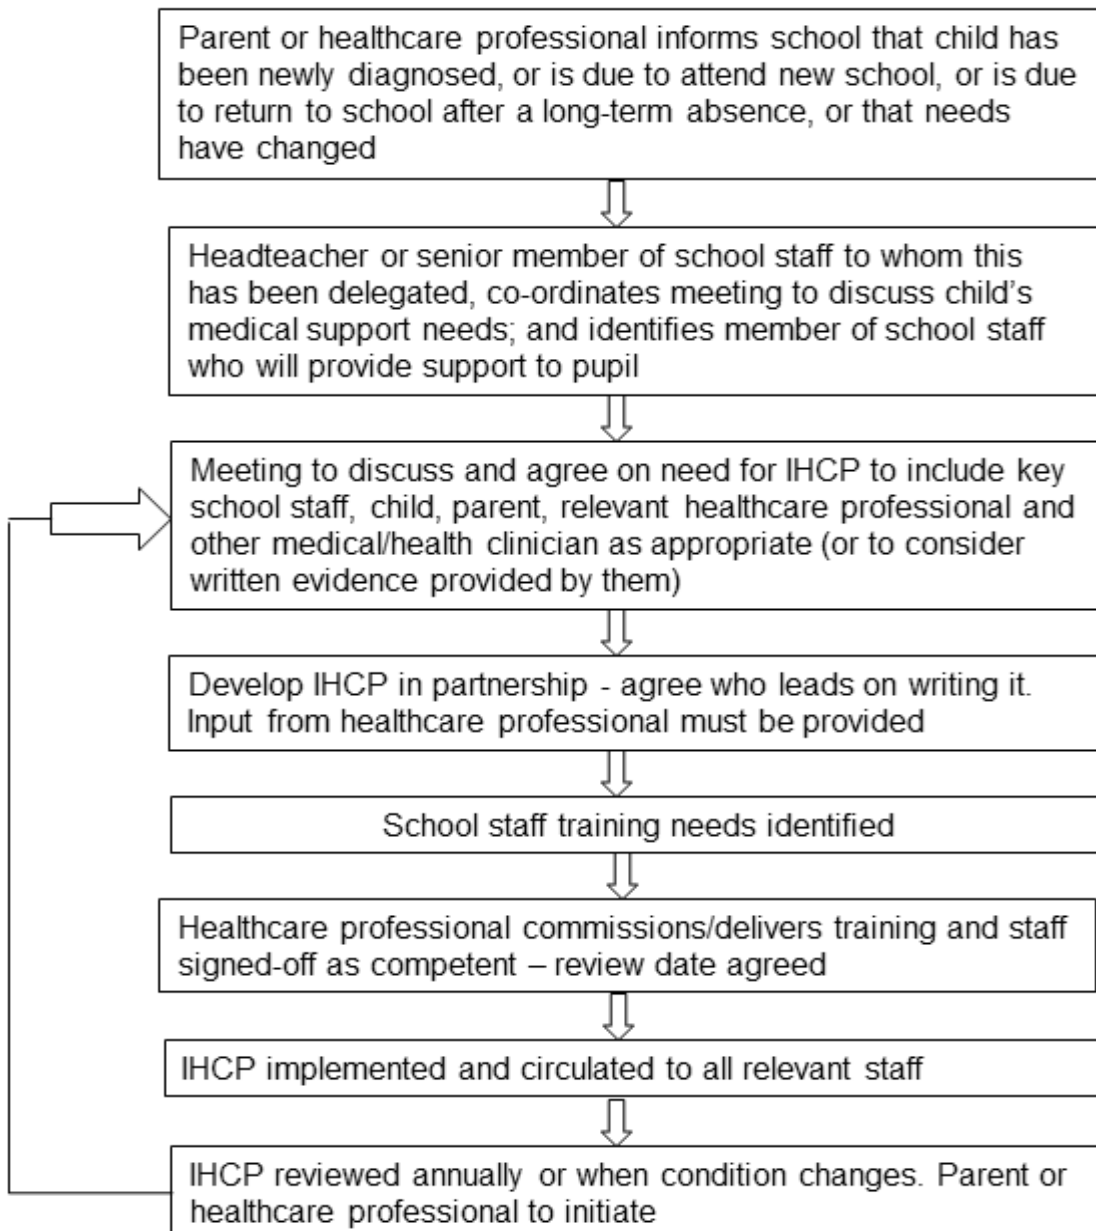 Parent or healthcare professional informs school that child has
been newly diagnosed, or is due to attend new school, or is due
to return to school after a long-term absence, or that needs
have changed
Headteacher or senior member of school staff to whom this
has been delegated, co-ordinates meeting to discuss child's
medical support needs; and identifies member of school staff
who will provide support to pupil
Meeting to discuss and agree on need for IHCP to include key
school staff, child, parent, relevant healthcare professional and
other medical/health clinician as appropriate (or to consider
written evidence provided by them)
Develop IHCP in partnership - agree who leads on writing it.
Input from healthcare professional must be provided
School staff training needs identified
Healthcare professional commissions/delivers training and staff
signed-off as competent – review date agreed
IHCP implemented and circulated to all relevant staff
IHCP reviewed annually or when condition changes. Parent or
healthcare professional to initiate